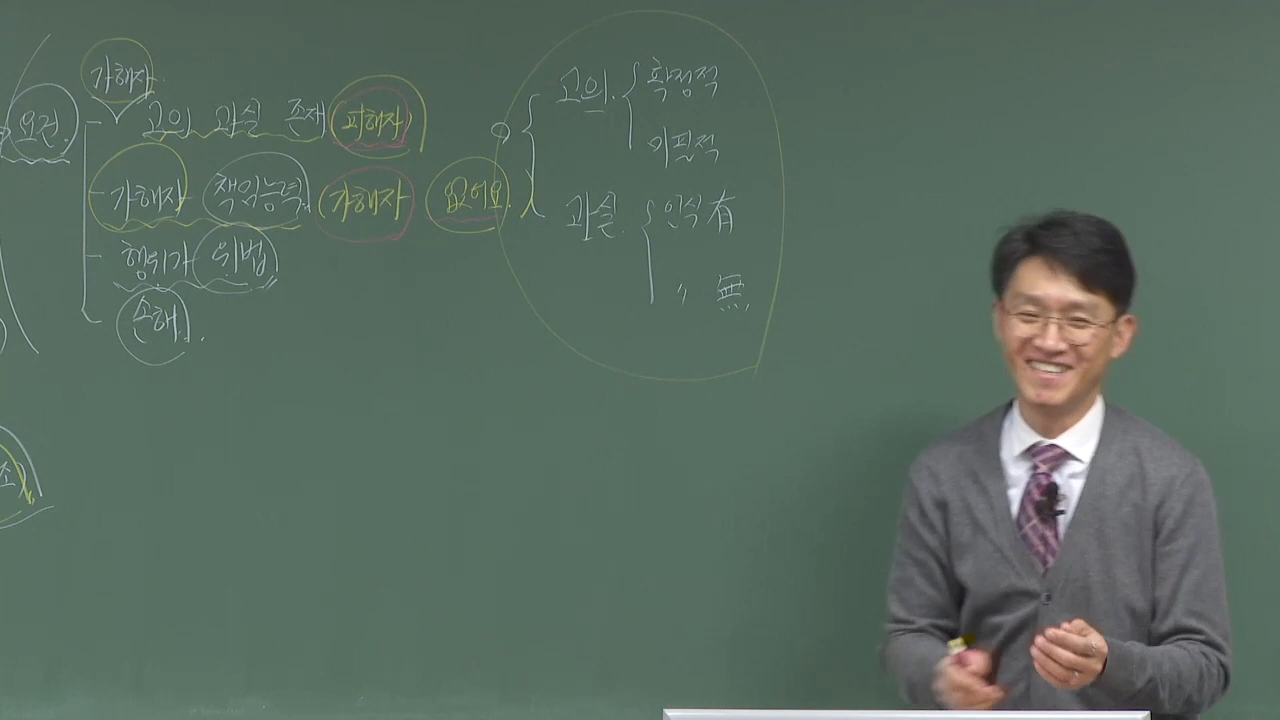 가해자
요건. 고의 과실 존재 피해자
가해자 책임능력 가해자 없어요.
행위가 위법
손해.
고의. 확정적
미필적
과실. 인식 有
〃 無